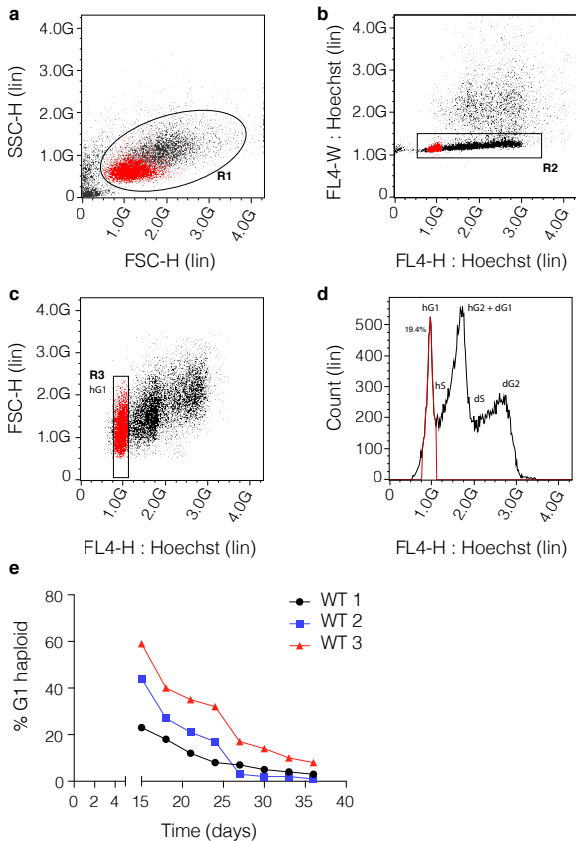 a
SSC-H (lin)
4.0G
3.0G
2.0G
1.0G
0
R1
0
1.0G
2.0G
3.0G
4.0G
FSC-H (lin)
b
FL4-W : Hoechst (lin)
4.0G
3.0G
2.0G
1.0G
0
R2
0
1.0G
2.0G
3.0G
4.0G
FL4-H : Hoechst (lin)
c
FSC-H (lin)
4.0G
3.0G
2.0G
1.0G
0
R3
hG1
0
1.0G
2.0G
3.0G
4.0G
FL4-H : Hoechst (lin)
d
Count (lin)
500
400
300
200
100
0
hG1
hG2 + dG1
19.4%
hS
dS
dG2
0
1.0G
2.0G
3.0G
4.0G
FL4-H : Hoechst (lin)
e
% G1 haploid
80
60
40
20
0
WT 1
WT 2
WT 3
0 2 4 15 20 25 30 35 40
Time (days)